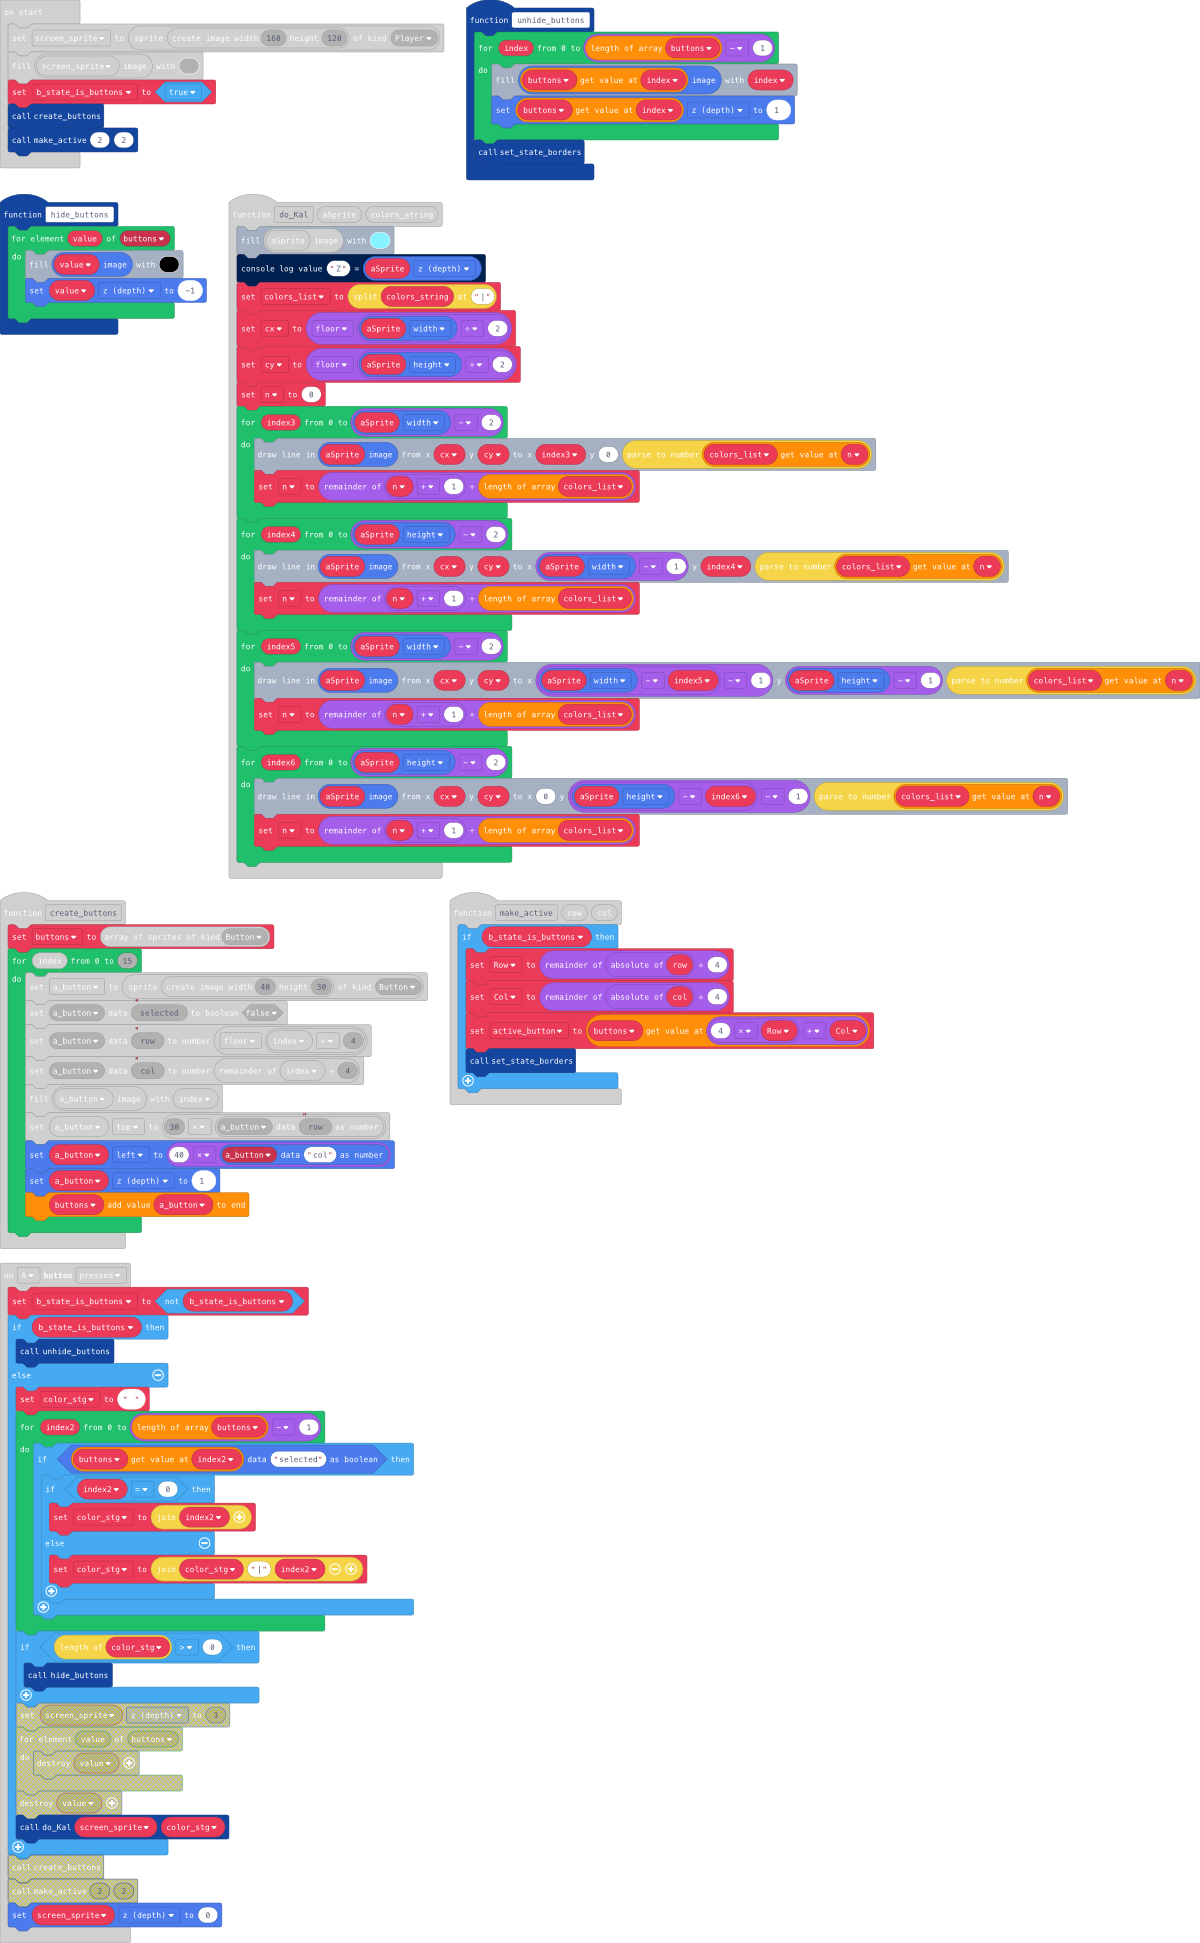 on start
set screen_sprite to sprite create image width 160 height 120 of kind Player
fill screen_sprite image with
set b_state_is_buttons to true
call create_buttons
call make_active 2 2
function unhide_buttons
for index from 0 to length of array buttons - 1
do
fill buttons get value at index image with index
set buttons get value at index z (depth) to 1
call set_state_borders
function hide_buttons
for element value of buttons
do
fill value image with
set value z (depth) to -1
function do_Kal aSprite colors_string
fill aSprite image with
console log value "Z" = aSprite z (depth)
set colors_list to split colors_string at "|"
set cx to floor aSprite width ÷ 2
set cy to floor aSprite height ÷ 2
set n to 0
for index3 from 0 to aSprite width - 2
do
draw line in aSprite image from x cx y cy to x index3 y 0 parse to number colors_list get value at n
set n to remainder of n + 1 ÷ length of array colors_list
for index4 from 0 to aSprite height - 2
do
draw line in aSprite image from x cx y cy to x aSprite width - 1 y index4 parse to number colors_list get value at n
set n to remainder of n + 1 ÷ length of array colors_list
for index5 from 0 to aSprite width - 2
do
draw line in aSprite image from x cx y cy to x aSprite width - index5 - 1 y aSprite height - 1 parse to number colors_list get value at n
set n to remainder of n + 1 ÷ length of array colors_list
for index6 from 0 to aSprite height - 2
do
draw line in aSprite image from x cx y cy to x 0 y aSprite height - index6 - 1 parse to number colors_list get value at n
set n to remainder of n + 1 ÷ length of array colors_list
function create_buttons
set buttons to array of sprites of kind Button
for index from 0 to 15
do
set a_button to sprite create image width 40 height 30 of kind Button
set a_button data "selected" to boolean false
set a_button data "row" to number floor index ÷ 4
set a_button data "col" to number remainder of index ÷ 4
fill a_button image with index
set a_button top to 30 × a_button data "row" as number
set a_button left to 40 × a_button data "col" as number
set a_button z (depth) to 1
buttons add value a_button to end
function make_active row col
if b_state_is_buttons then
set Row to remainder of absolute of row ÷ 4
set Col to remainder of absolute of col ÷ 4
set active_button to buttons get value at 4 × Row + Col
call set_state_borders
on A button pressed
set b_state_is_buttons to not b_state_is_buttons
if b_state_is_buttons then
call unhide_buttons
else
set color_stg to " "
for index2 from 0 to length of array buttons - 1
do
if buttons get value at index2 data "selected" as boolean then
if index2 = 0 then
set color_stg to join index2
else
set color_stg to join color_stg "|" index2
if length of color_stg > 0 then
call hide_buttons
set screen_sprite z (depth) to 3
for element value of buttons
do
destroy value
destroy value
call do_Kal screen_sprite color_stg
call create_buttons
call make_active 2 2
set screen_sprite z (depth) to 0